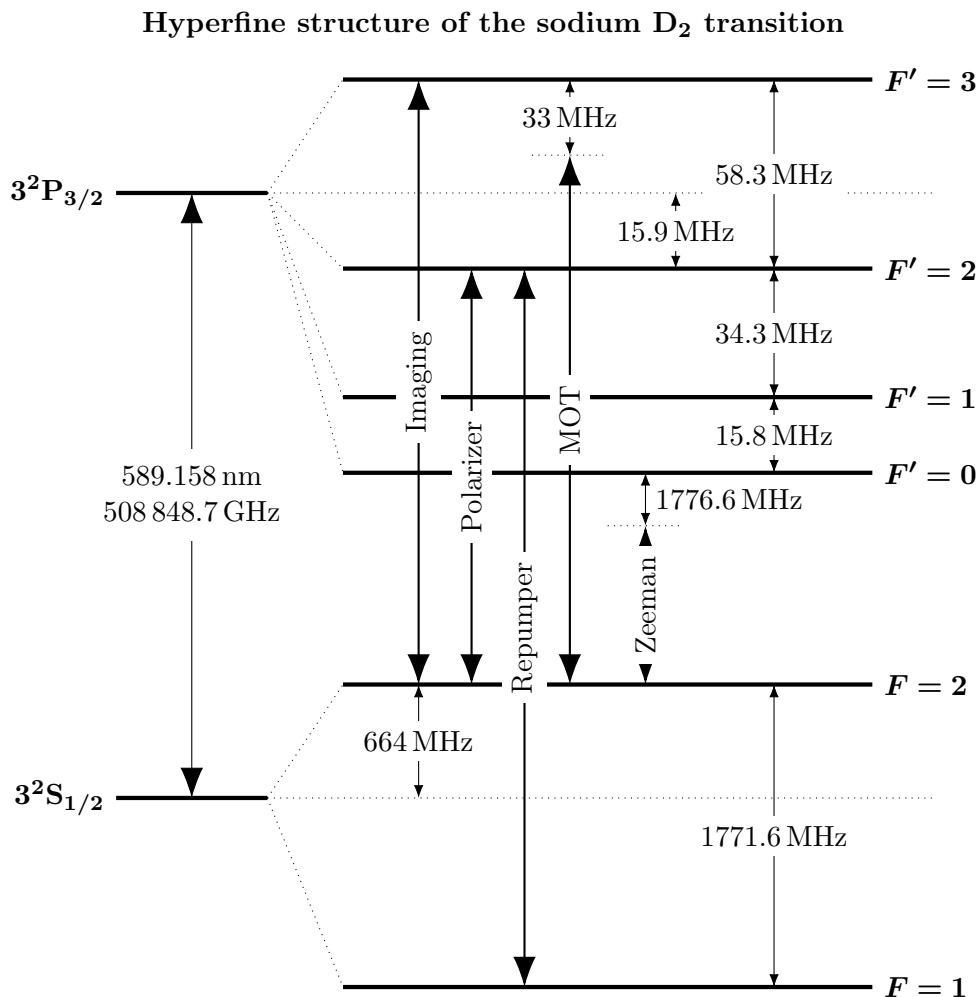 Hyperfine structure of the sodium D₂ transition
F′ = 3
33 MHz
58.3 MHz
3²P₃/₂
15.9 MHz
F′ = 2
34.3 MHz
Imaging
MOT
F′ = 1
15.8 MHz
Polarizer
F′ = 0
589.158 nm
508 848.7 GHz
1776.6 MHz
Zeeman
Repumper
F = 2
664 MHz
3²S₁/₂
1771.6 MHz
F = 1